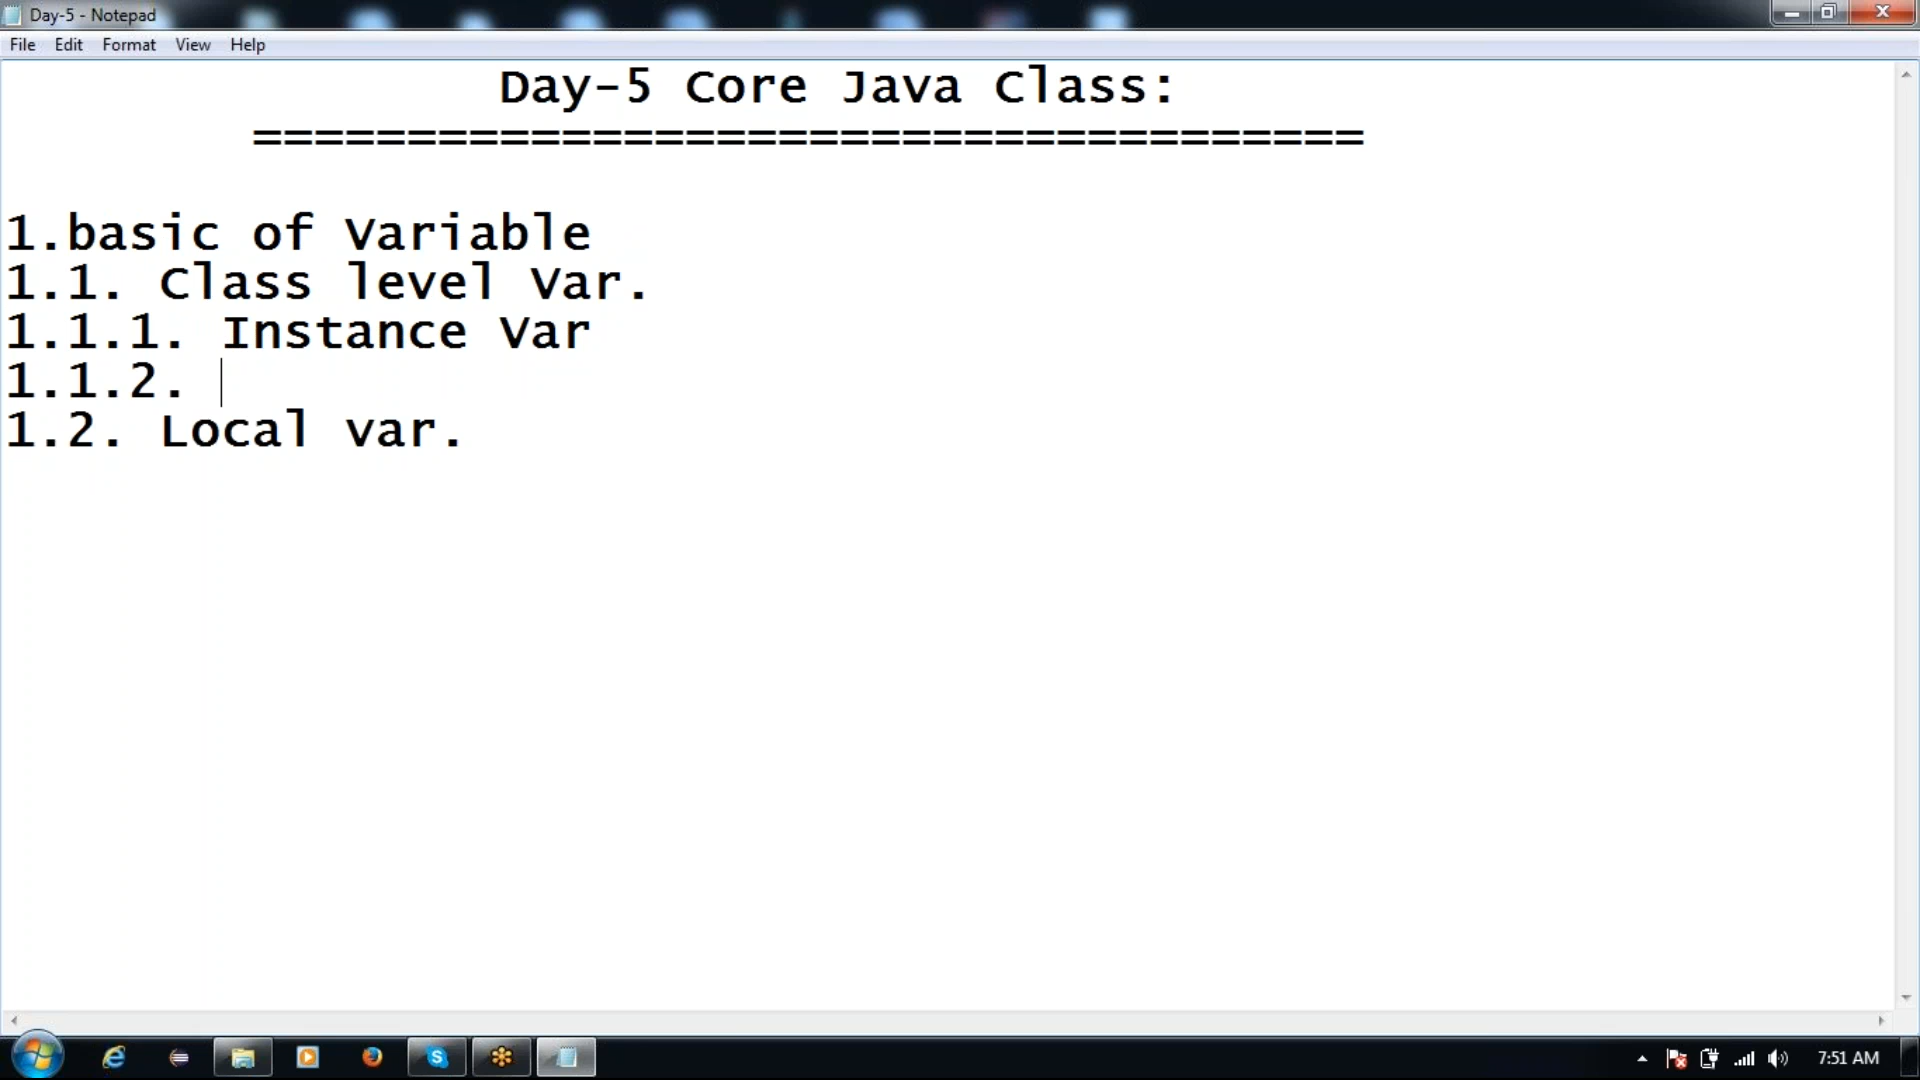 Day-5 - Notepad
File Edit Format View Help
Day-5 Core Java Class:
====================================
1.basic of Variable
1.1. Class level Var.
1.1.1. Instance Var
1.1.2.
1.2. Local var.
7:51 AM